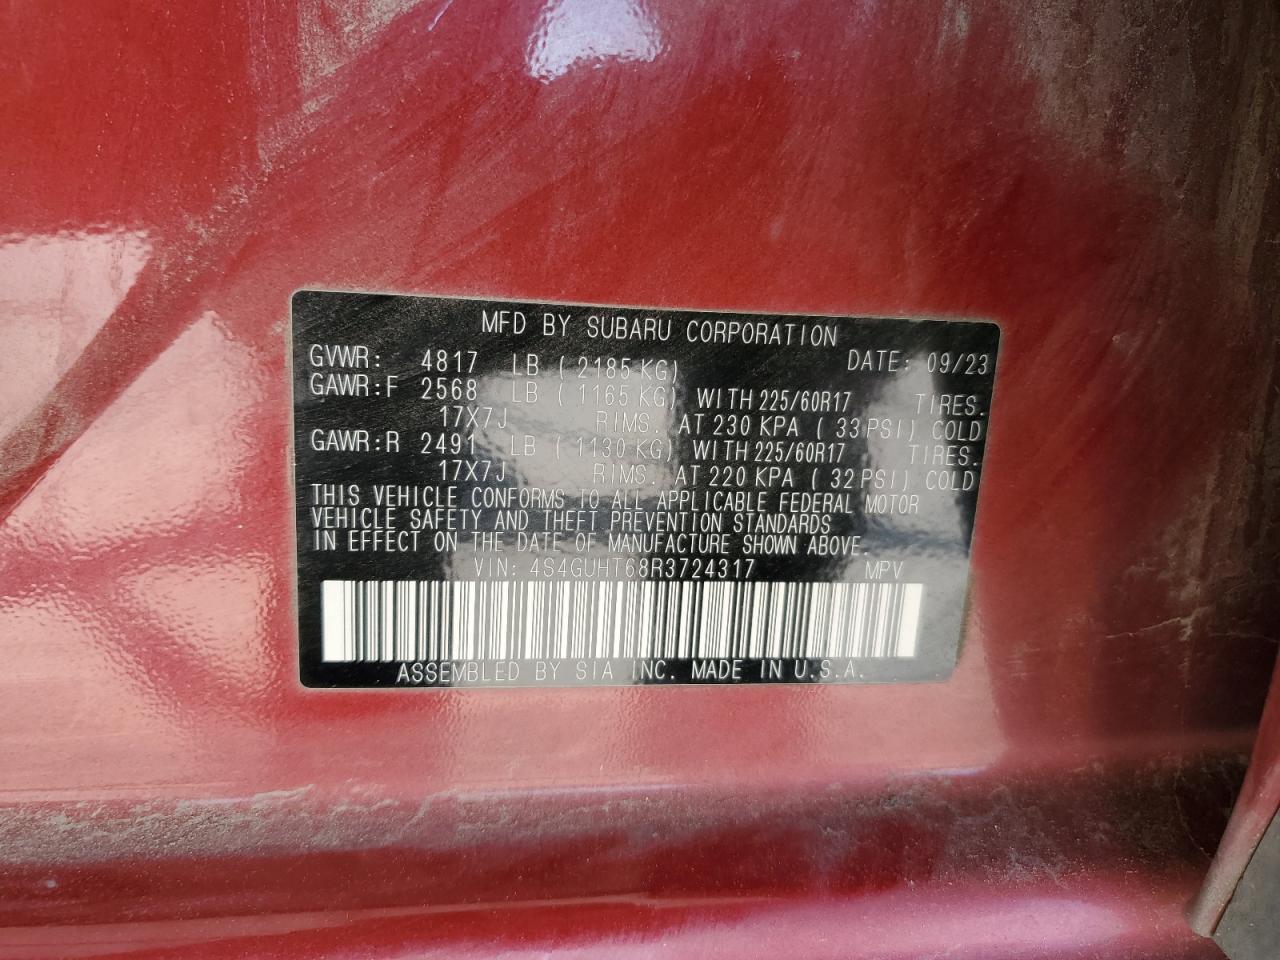 MFD BY SUBARU CORPORATION
GVWR: 4817 LB ( 2185 KG) DATE: 09/23
GAWR:F 2568 LB ( 1165 KG) WITH 225/60R17 TIRES.
17X7J RIMS. AT 230 KPA ( 33 PSI) COLD
GAWR:R 2491 LB ( 1130 KG) WITH 225/60R17 TIRES.
17X7J RIMS. AT 220 KPA ( 32 PSI) COLD
THIS VEHICLE CONFORMS TO ALL APPLICABLE FEDERAL MOTOR
VEHICLE SAFETY AND THEFT PREVENTION STANDARDS
IN EFFECT ON THE DATE OF MANUFACTURE SHOWN ABOVE.
VIN: 4S4GUHT68R3724317 MPV
ASSEMBLED BY SIA INC. MADE IN U.S.A.